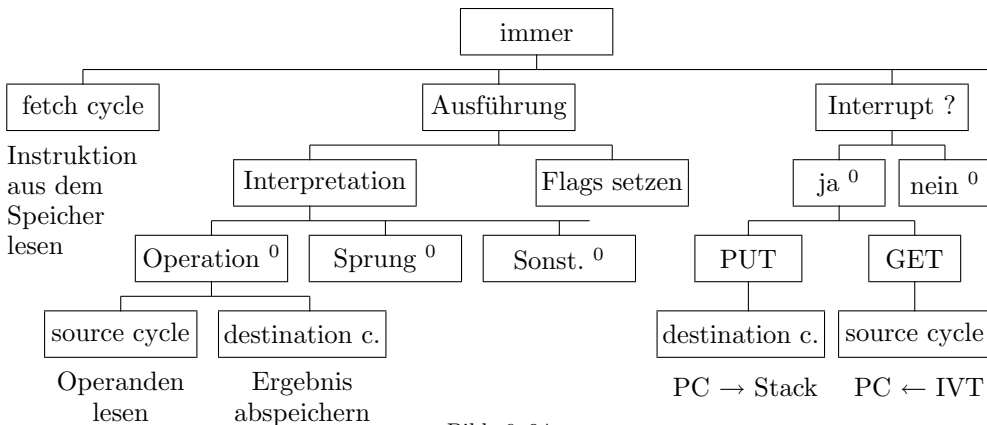 immer
fetch cycle
Ausführung
Interrupt ?
Instruktion
aus dem
Speicher
lesen
Interpretation
Flags setzen
ja 0
nein 0
Operation 0
Sprung 0
Sonst. 0
PUT
GET
source cycle
destination c.
destination c.
source cycle
Operanden
lesen
Ergebnis
abspeichern
PC → Stack
PC ← IVT